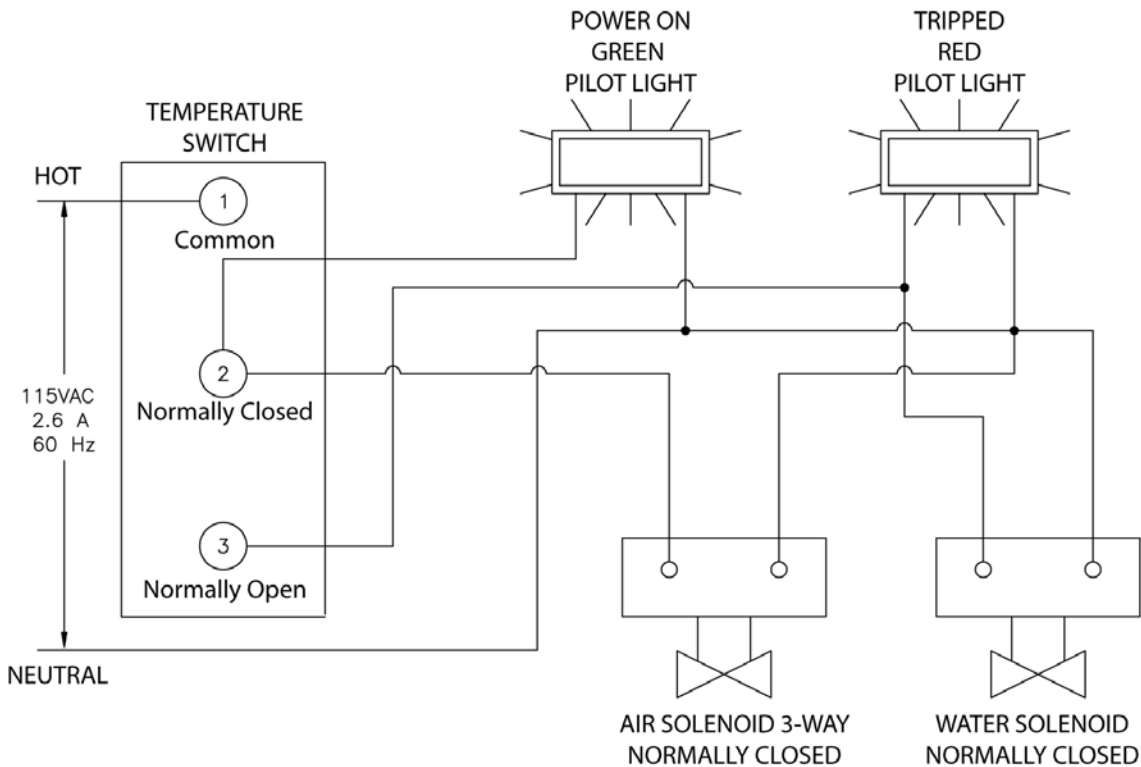 POWER ON
GREEN
PILOT LIGHT
TRIPPED
RED
PILOT LIGHT
TEMPERATURE
SWITCH
HOT
1
Common
2
Normally Closed
115VAC
2.6 A
60 Hz
3
Normally Open
NEUTRAL
AIR SOLENOID 3-WAY
NORMALLY CLOSED
WATER SOLENOID
NORMALLY CLOSED